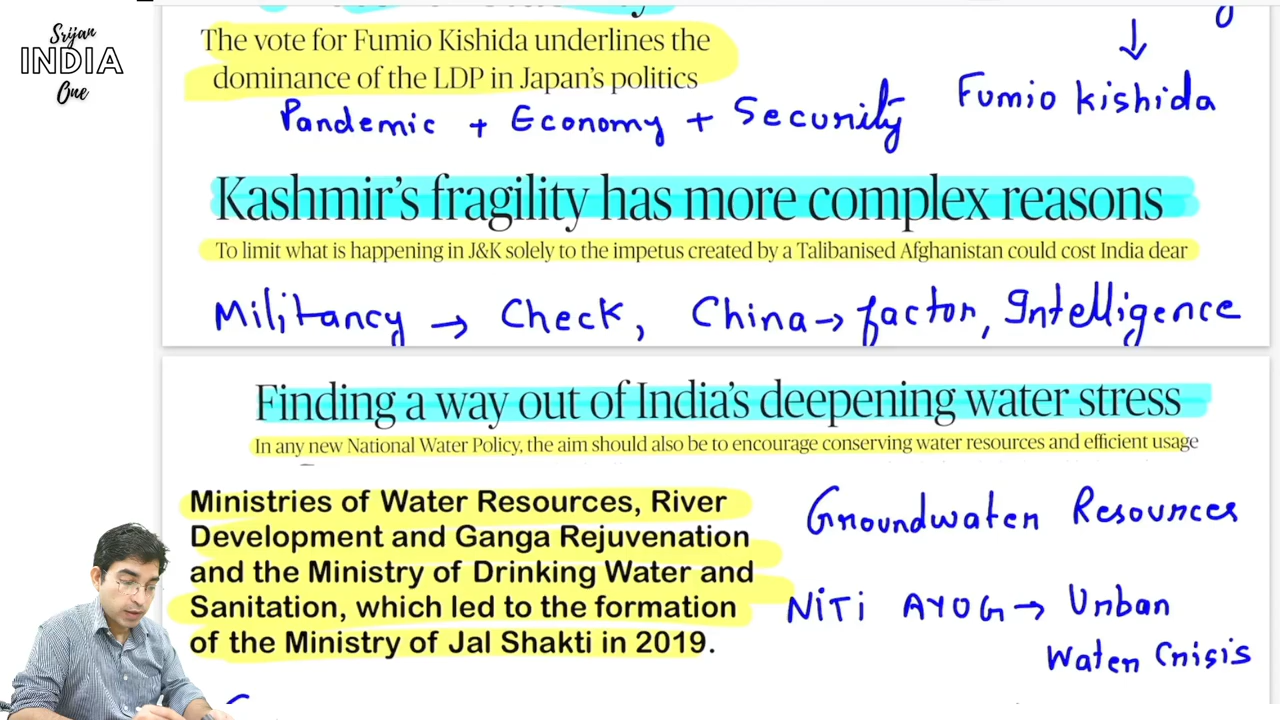 Srijan
INDIA
One
The vote for Fumio Kishida underlines the
dominance of the LDP in Japan's politics
Fumio Kishida
Pandemic + Economy + Security
Kashmir's fragility has more complex reasons
To limit what is happening in J&K solely to the impetus created by a Talibanised Afghanistan could cost India dear
Militancy → Check, China → factor, Intelligence
Finding a way out of India's deepening water stress
In any new National Water Policy, the aim should also be to encourage conserving water resources and efficient usage
Ministries of Water Resources, River
Development and Ganga Rejuvenation
and the Ministry of Drinking Water and
Sanitation, which led to the formation
of the Ministry of Jal Shakti in 2019.
Groundwater Resources
NiTi AYOG → Urban
Water Crisis